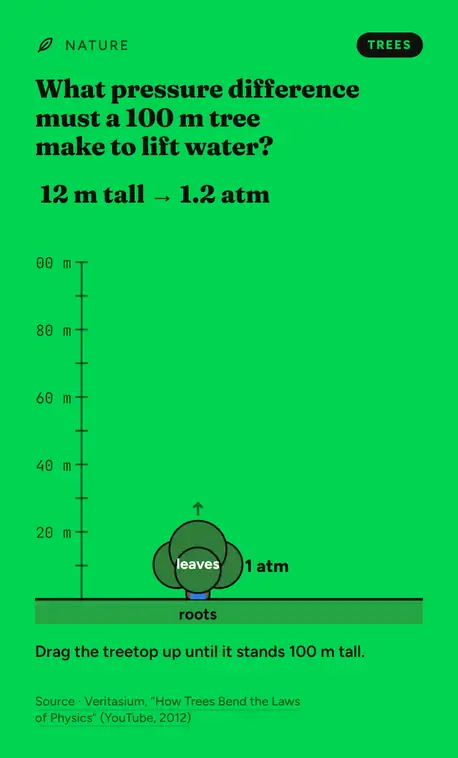 NATURE
TREES
What pressure difference
must a 100 m tree
make to lift water?
12 m tall → 1.2 atm
00 m
80 m
60 m
40 m
20 m
leaves
1 atm
roots
Drag the treetop up until it stands 100 m tall.
Source · Veritasium, “How Trees Bend the Laws
of Physics” (YouTube, 2012)